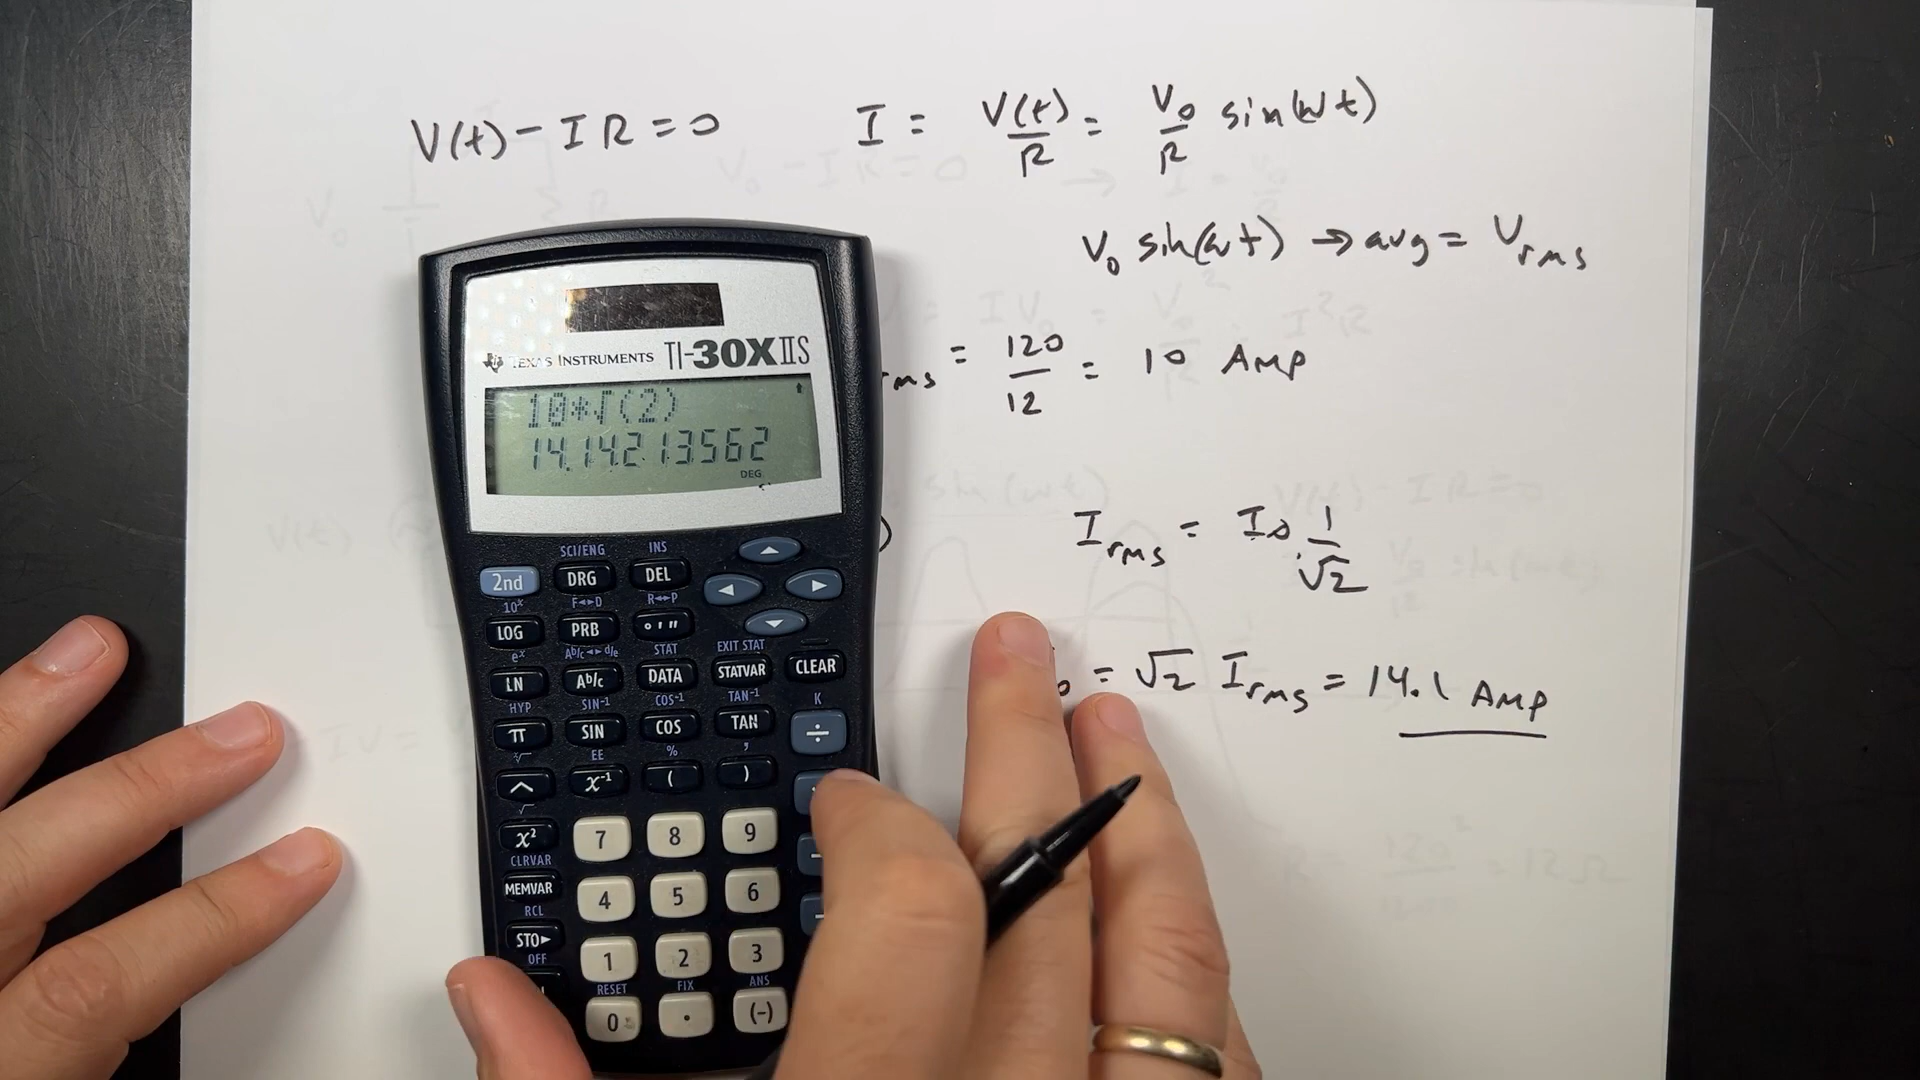 V(t) - I R = 0    I = V(t)/R = V₀/R sin(ωt)
V₀ sin(ωt) → avg = Vrms
rms = 120/12 = 10 Amp
Irms = I₀ 1/√2
₀ = √2 Irms = 14.1 Amp
TEXAS INSTRUMENTS TI-30X IIS
10*√(2)
14.14213562
DEG
SCI/ENG INS
2nd DRG DEL
10ˣ F◄►D R◄►P
LOG PRB ° ' "
eˣ Ab/c◄►d/e STAT EXIT STAT
LN Ab/c DATA STATVAR CLEAR
HYP SIN⁻¹ COS⁻¹ TAN⁻¹ K
π SIN COS TAN ÷
ˣ√ EE % ,
^ x⁻¹ ( )
√
x² 7 8 9
CLRVAR
MEMVAR 4 5 6 −
RCL
STO► 1 2 3
OFF RESET FIX ANS
0 . (-)